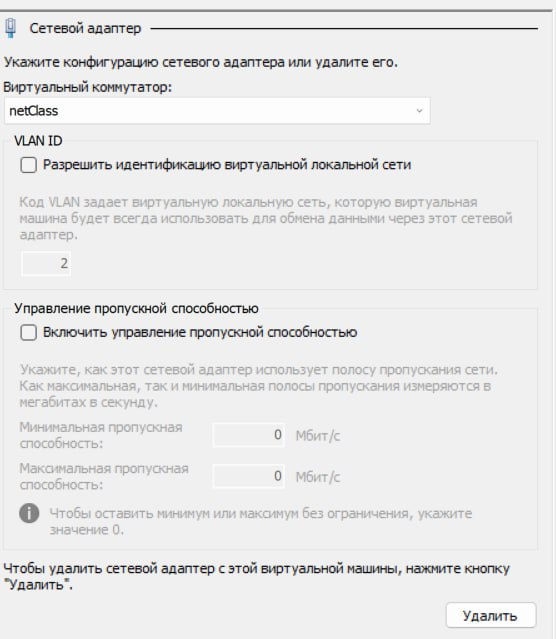 Сетевой адаптер
Укажите конфигурацию сетевого адаптера или удалите его.
Виртуальный коммутатор:
netClass
VLAN ID
Разрешить идентификацию виртуальной локальной сети
Код VLAN задает виртуальную локальную сеть, которую виртуальная
машина будет всегда использовать для обмена данными через этот сетевой
адаптер.
2
Управление пропускной способностью
Включить управление пропускной способностью
Укажите, как этот сетевой адаптер использует полосу пропускания сети.
Как максимальная, так и минимальная полосы пропускания измеряются в
мегабитах в секунду.
Минимальная пропускная
способность:
0 Мбит/с
Максимальная пропускная
способность:
0 Мбит/с
Чтобы оставить минимум или максимум без ограничения, укажите
значение 0.
Чтобы удалить сетевой адаптер с этой виртуальной машины, нажмите кнопку
"Удалить".
Удалить